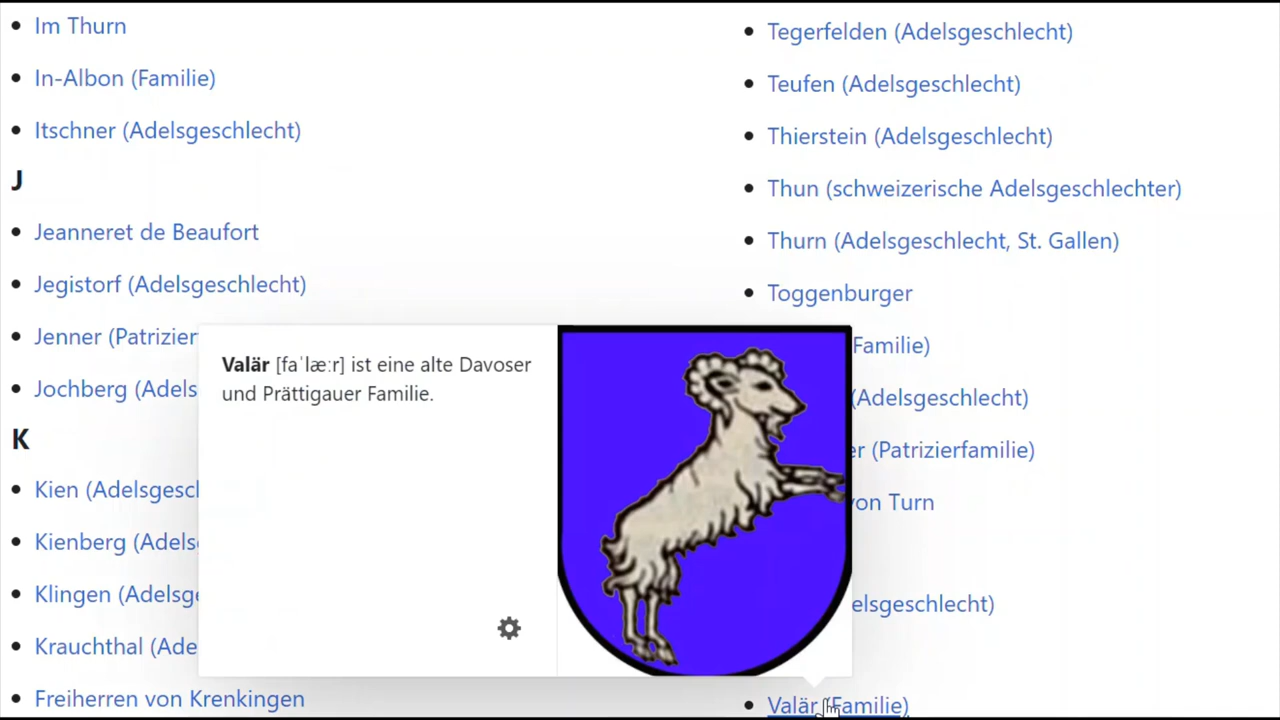 Im Thurn
In-Albon (Familie)
Itschner (Adelsgeschlecht)
J
Jeanneret de Beaufort
Jegistorf (Adelsgeschlecht)
Jenner (Patrizier
Jochberg (Adels
K
Kien (Adelsgescl
Kienberg (Adels
Klingen (Adelsg
Krauchthal (Ade
Freiherren von Krenkingen
Valär [faˈlæːr] ist eine alte Davoser
und Prättigauer Familie.
Tegerfelden (Adelsgeschlecht)
Teufen (Adelsgeschlecht)
Thierstein (Adelsgeschlecht)
Thun (schweizerische Adelsgeschlechter)
Thurn (Adelsgeschlecht, St. Gallen)
Toggenburger
Familie)
(Adelsgeschlecht)
er (Patrizierfamilie)
von Turn
elsgeschlecht)
Valär (Familie)